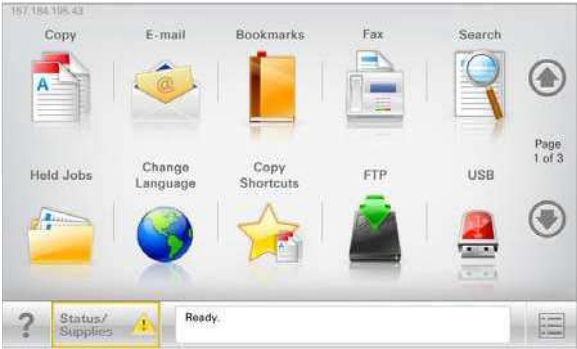 167.184.196.43
Copy
E-mail
Bookmarks
Fax
Search
Page
1 of 3
Held Jobs
Change
Language
Copy
Shortcuts
FTP
USB
?
Status/
Supplies
Ready.